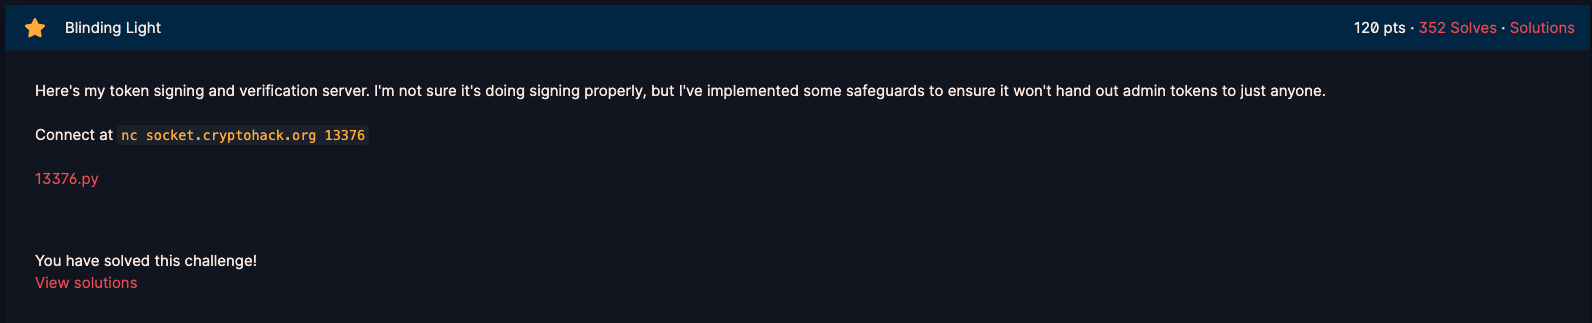 Blinding Light 120 pts · 352 Solves · Solutions
Here's my token signing and verification server. I'm not sure it's doing signing properly, but I've implemented some safeguards to ensure it won't hand out admin tokens to just anyone.
Connect at nc socket.cryptohack.org 13376
13376.py
You have solved this challenge!
View solutions